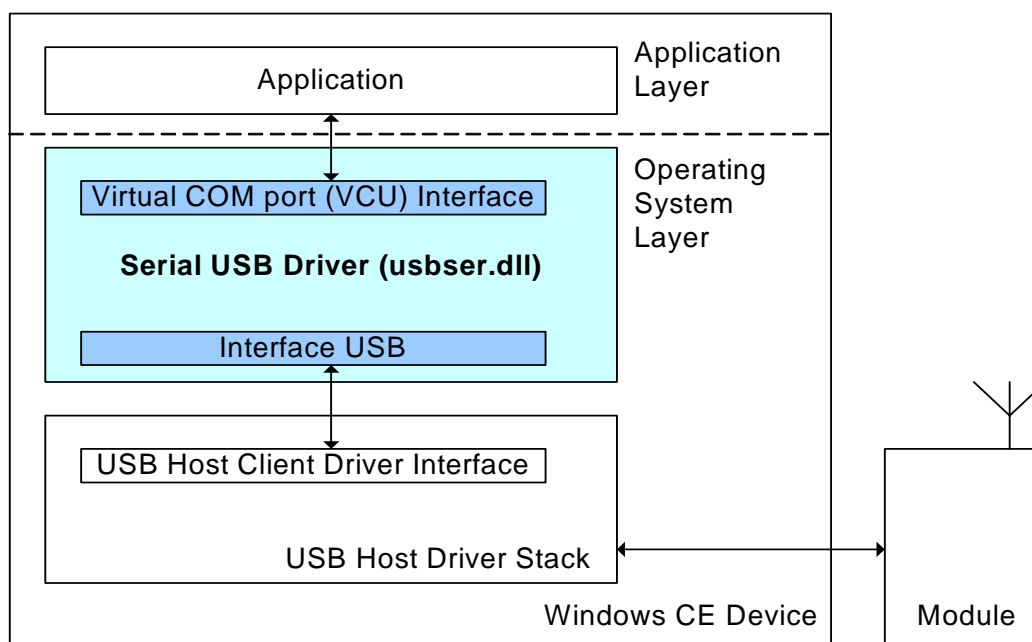 Application
Application
Layer
Virtual COM port (VCU) Interface
Operating
System
Layer
Serial USB Driver (usbser.dll)
Interface USB
USB Host Client Driver Interface
USB Host Driver Stack
Windows CE Device
Module